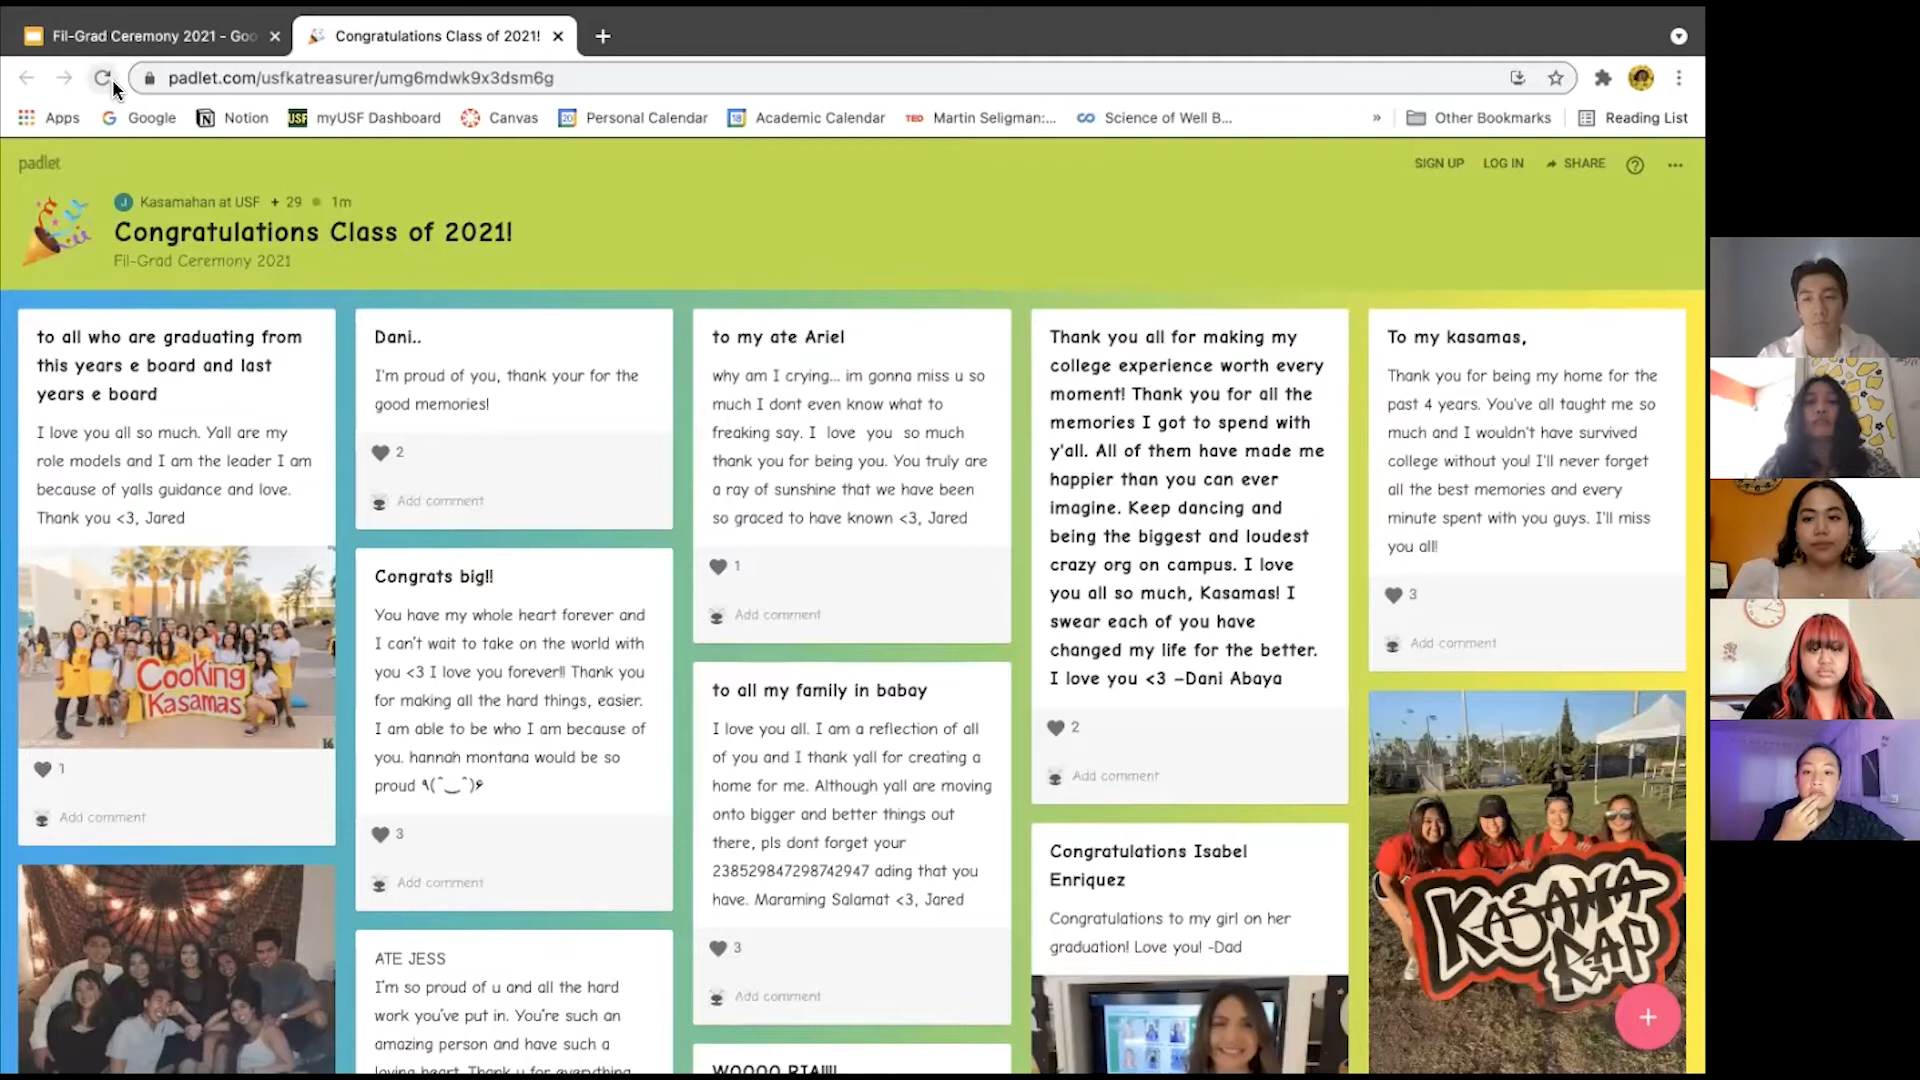 Fil-Grad Ceremony 2021 - Goo
Congratulations Class of 2021!
padlet.com/usfkatreasurer/umg6mdwk9x3dsm6g
Apps
Google
Notion
USF myUSF Dashboard
Canvas
20 Personal Calendar
18 Academic Calendar
TED Martin Seligman:...
Science of Well B...
»
Other Bookmarks
Reading List
padlet
SIGN UP
LOG IN
SHARE
J Kasamahan at USF + 29 1m
Congratulations Class of 2021!
Fil-Grad Ceremony 2021
to all who are graduating from
this years e board and last
years e board
I love you all so much. Yall are my
role models and I am the leader I am
because of yalls guidance and love.
Thank you <3, Jared
Cooking
Kasamas
1
Add comment
Dani..
I'm proud of you, thank your for the
good memories!
2
Add comment
Congrats big!!
You have my whole heart forever and
I can't wait to take on the world with
you <3 I love you forever!! Thank you
for making all the hard things, easier.
I am able to be who I am because of
you. hannah montana would be so
proud ٩(ˆ‿ˆ)۶
3
Add comment
ATE JESS
I'm so proud of u and all the hard
work you've put in. You're such an
amazing person and have such a
loving heart. Thank u for everything
to my ate Ariel
why am I crying... im gonna miss u so
much I dont even know what to
freaking say. I love you so much
thank you for being you. You truly are
a ray of sunshine that we have been
so graced to have known <3, Jared
1
Add comment
to all my family in babay
I love you all. I am a reflection of all
of you and I thank yall for creating a
home for me. Although yall are moving
onto bigger and better things out
there, pls dont forget your
238529847298742947 ading that you
have. Maraming Salamat <3, Jared
3
Add comment
WOOOO RIA!!!!!
Thank you all for making my
college experience worth every
moment! Thank you for all the
memories I got to spend with
y'all. All of them have made me
happier than you can ever
imagine. Keep dancing and
being the biggest and loudest
crazy org on campus. I love
you all so much, Kasamas! I
swear each of you have
changed my life for the better.
I love you <3 -Dani Abaya
2
Add comment
Congratulations Isabel
Enriquez
Congratulations to my girl on her
graduation! Love you! -Dad
To my kasamas,
Thank you for being my home for the
past 4 years. You've all taught me so
much and I wouldn't have survived
college without you! I'll never forget
all the best memories and every
minute spent with you guys. I'll miss
you all!
3
Add comment
KASAMA
RAP